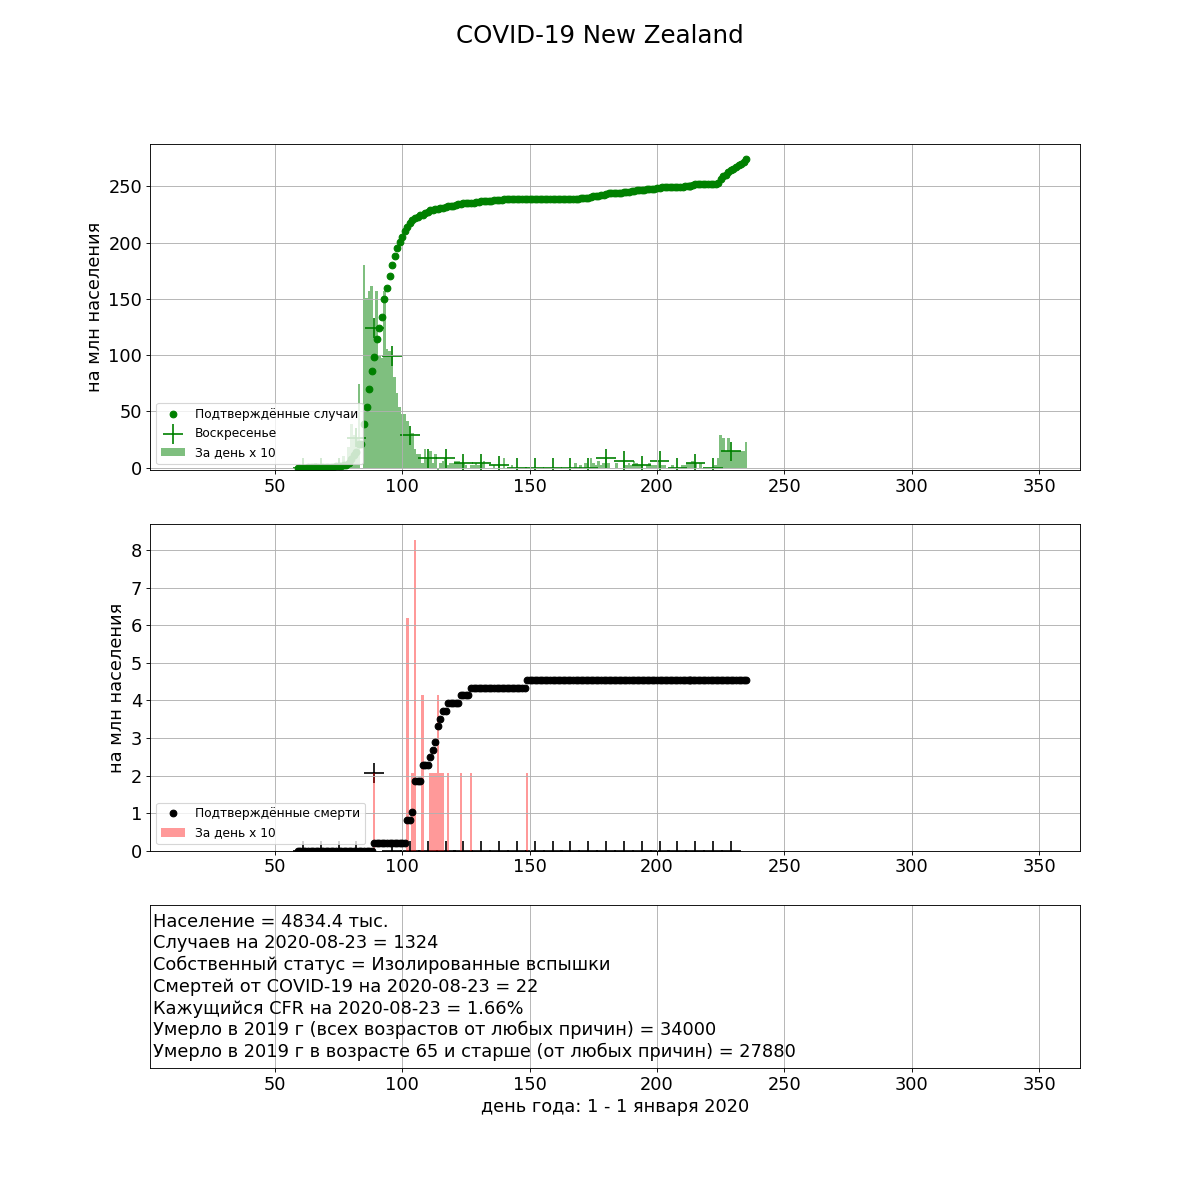 COVID-19 New Zealand
на млн населения
250
200
150
100
50
0
Подтверждённые случаи
Воскресенье
За день x 10
50 100 150 200 250 300 350
на млн населения
8
7
6
5
4
3
2
1
0
Подтверждённые смерти
За день x 10
50 100 150 200 250 300 350
Население = 4834.4 тыс.
Случаев на 2020-08-23 = 1324
Собственный статус = Изолированные вспышки
Смертей от COVID-19 на 2020-08-23 = 22
Кажущийся CFR на 2020-08-23 = 1.66%
Умерло в 2019 г (всех возрастов от любых причин) = 34000
Умерло в 2019 г в возрасте 65 и старше (от любых причин) = 27880
50 100 150 200 250 300 350
день года: 1 - 1 января 2020